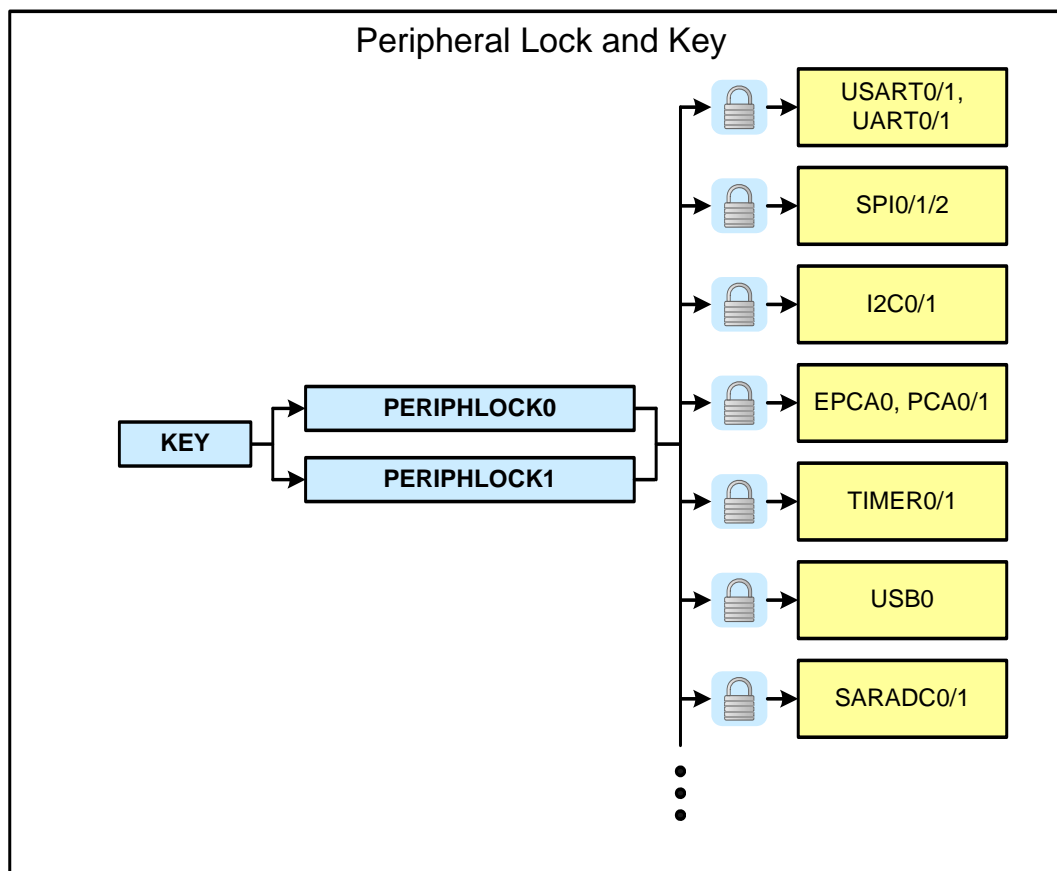 Peripheral Lock and Key
USART0/1,
UART0/1
SPI0/1/2
I2C0/1
EPCA0, PCA0/1
PERIPHLOCK0
KEY
PERIPHLOCK1
TIMER0/1
USB0
SARADC0/1